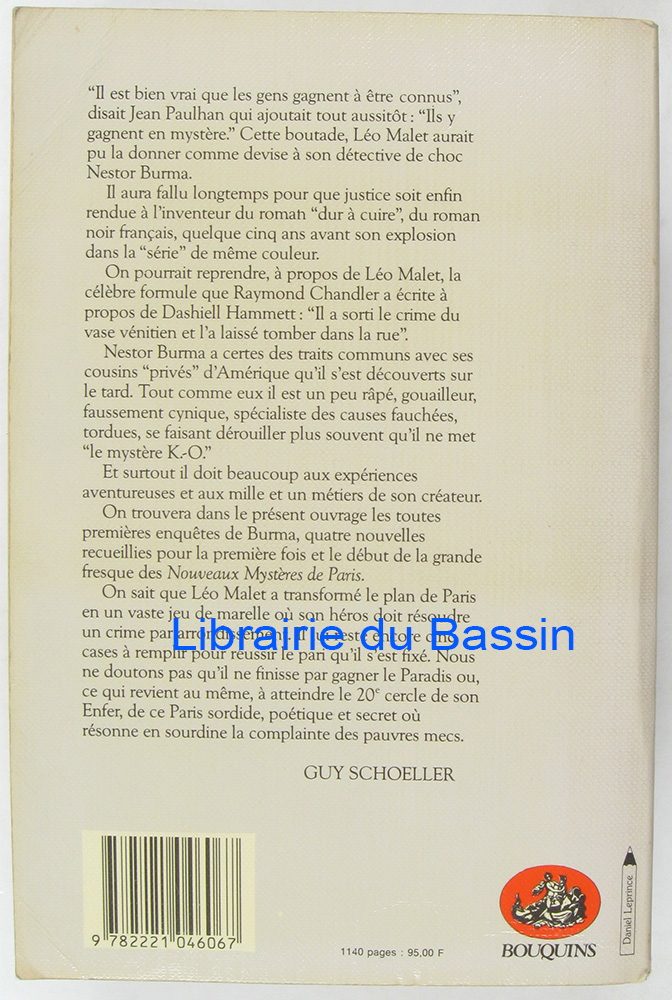 “Il est bien vrai que les gens gagnent à être connus”,
disait Jean Paulhan qui ajoutait tout aussitôt : “Ils y
gagnent en mystère.” Cette boutade, Léo Malet aurait
pu la donner comme devise à son détective de choc
Nestor Burma.
Il aura fallu longtemps pour que justice soit enfin
rendue à l’inventeur du roman “dur à cuire”, du roman
noir français, quelque cinq ans avant son explosion
dans la “série” de même couleur.
On pourrait reprendre, à propos de Léo Malet, la
célèbre formule que Raymond Chandler a écrite à
propos de Dashiell Hammett : “Il a sorti le crime du
vase vénitien et l’a laissé tomber dans la rue”.
Nestor Burma a certes des traits communs avec ses
cousins “privés” d’Amérique qu’il s’est découverts sur
le tard. Tout comme eux il est un peu râpé, gouailleur,
faussement cynique, spécialiste des causes fauchées,
tordues, se faisant dérouiller plus souvent qu’il ne met
“le mystère K.-O.”
Et surtout il doit beaucoup aux expériences
aventureuses et aux mille et un métiers de son créateur.
On trouvera dans le présent ouvrage les toutes
premières enquêtes de Burma, quatre nouvelles
recueillies pour la première fois et le début de la grande
fresque des Nouveaux Mystères de Paris.
On sait que Léo Malet a transformé le plan de Paris
en un vaste jeu de marelle où son héros doit résoudre
un crime par arrondissement. Il lui reste encore cinq
Librairie du Bassin
cases à remplir pour réussir le pari qu’il s’est fixé. Nous
ne doutons pas qu’il ne finisse par gagner le Paradis ou,
ce qui revient au même, à atteindre le 20e cercle de son
Enfer, de ce Paris sordide, poétique et secret où
résonne en sourdine la complainte des pauvres mecs.
GUY SCHOELLER
9 782221 046067
1140 pages : 95,00 F
BOUQUINS
Daniel Leprince